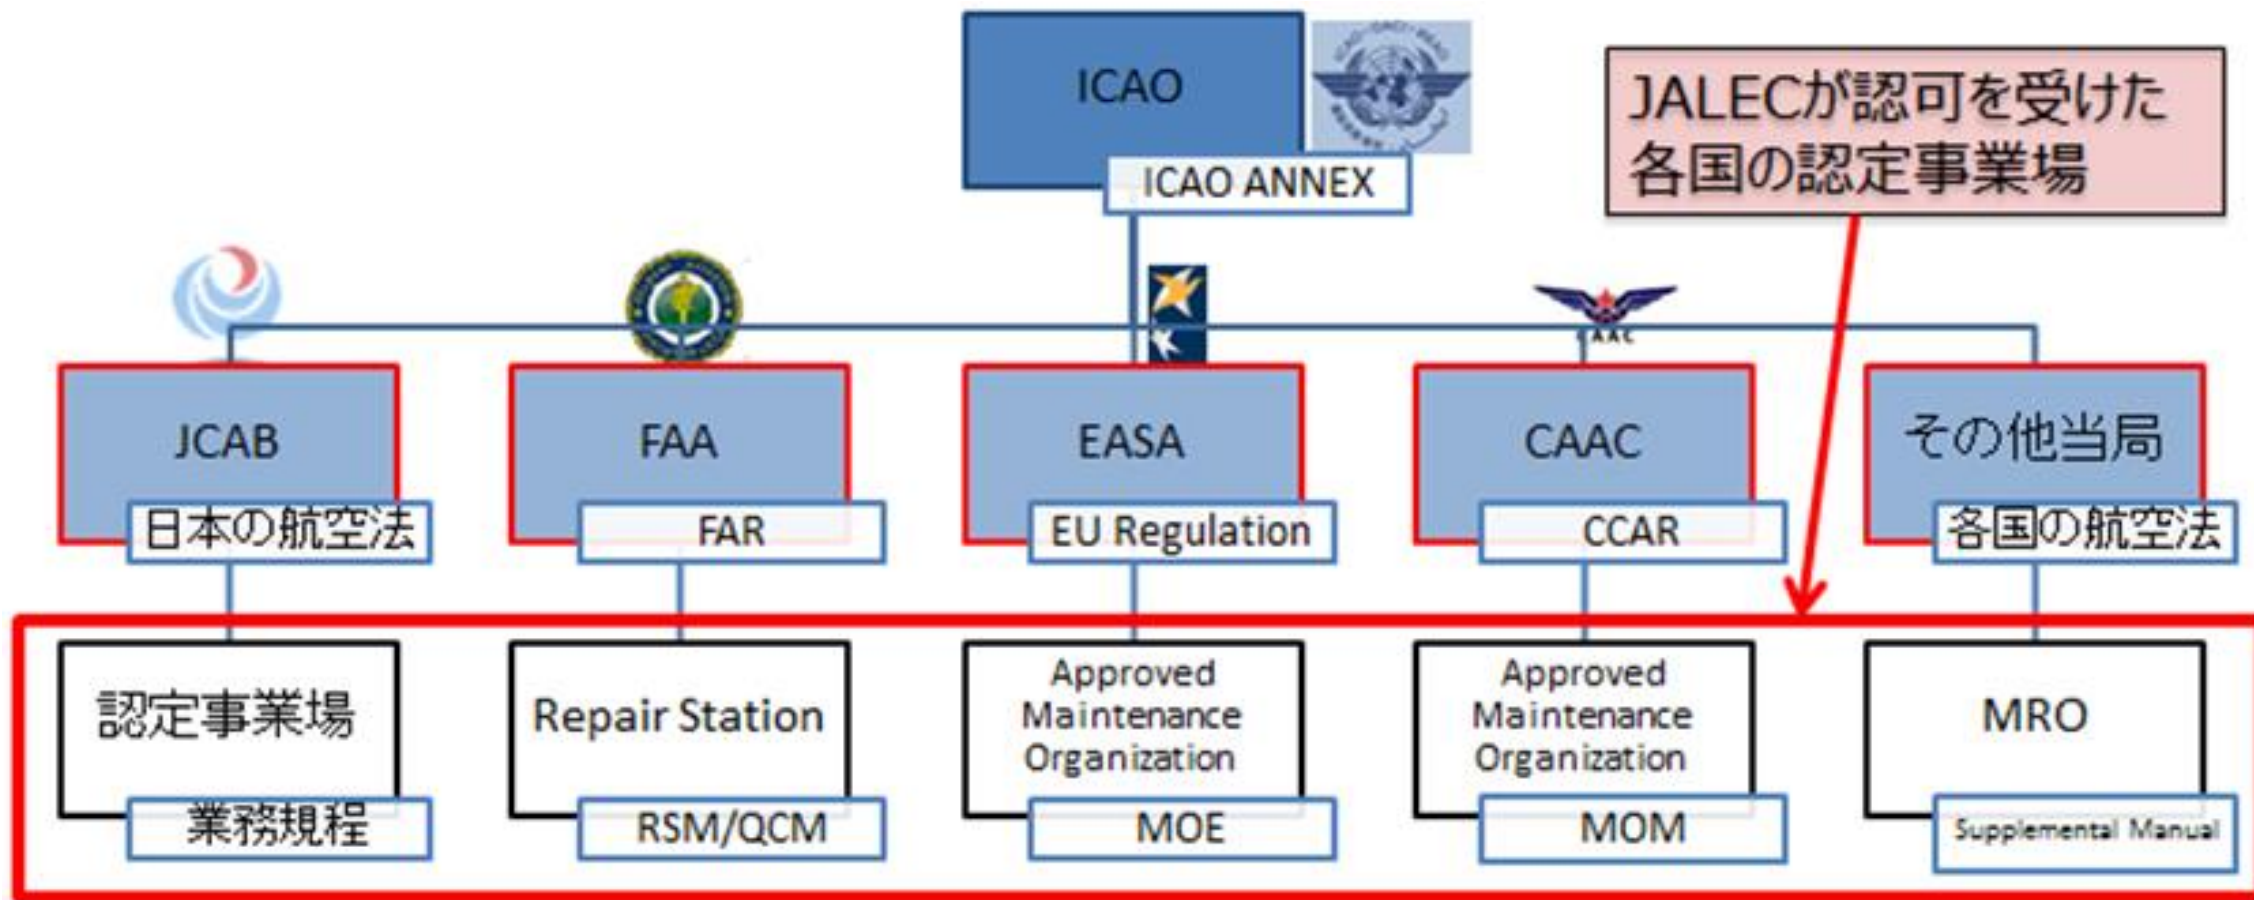 ICAO
ICAO ANNEX
JALECが認可を受けた
各国の認定事業場
CAAC
JCAB
日本の航空法
FAA
FAR
EASA
EU Regulation
CAAC
CCAR
その他当局
各国の航空法
認定事業場
業務規程
Repair Station
RSM/QCM
Approved
Maintenance
Organization
MOE
Approved
Maintenance
Organization
MOM
MRO
Supplemental Manual